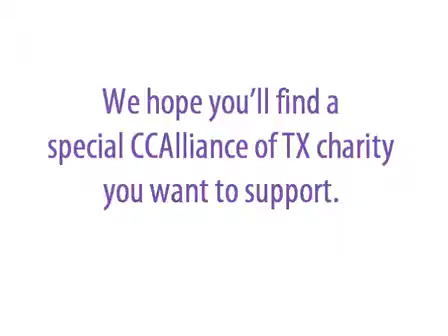 We hope you’ll find a
special CCAlliance of TX charity
you want to support.